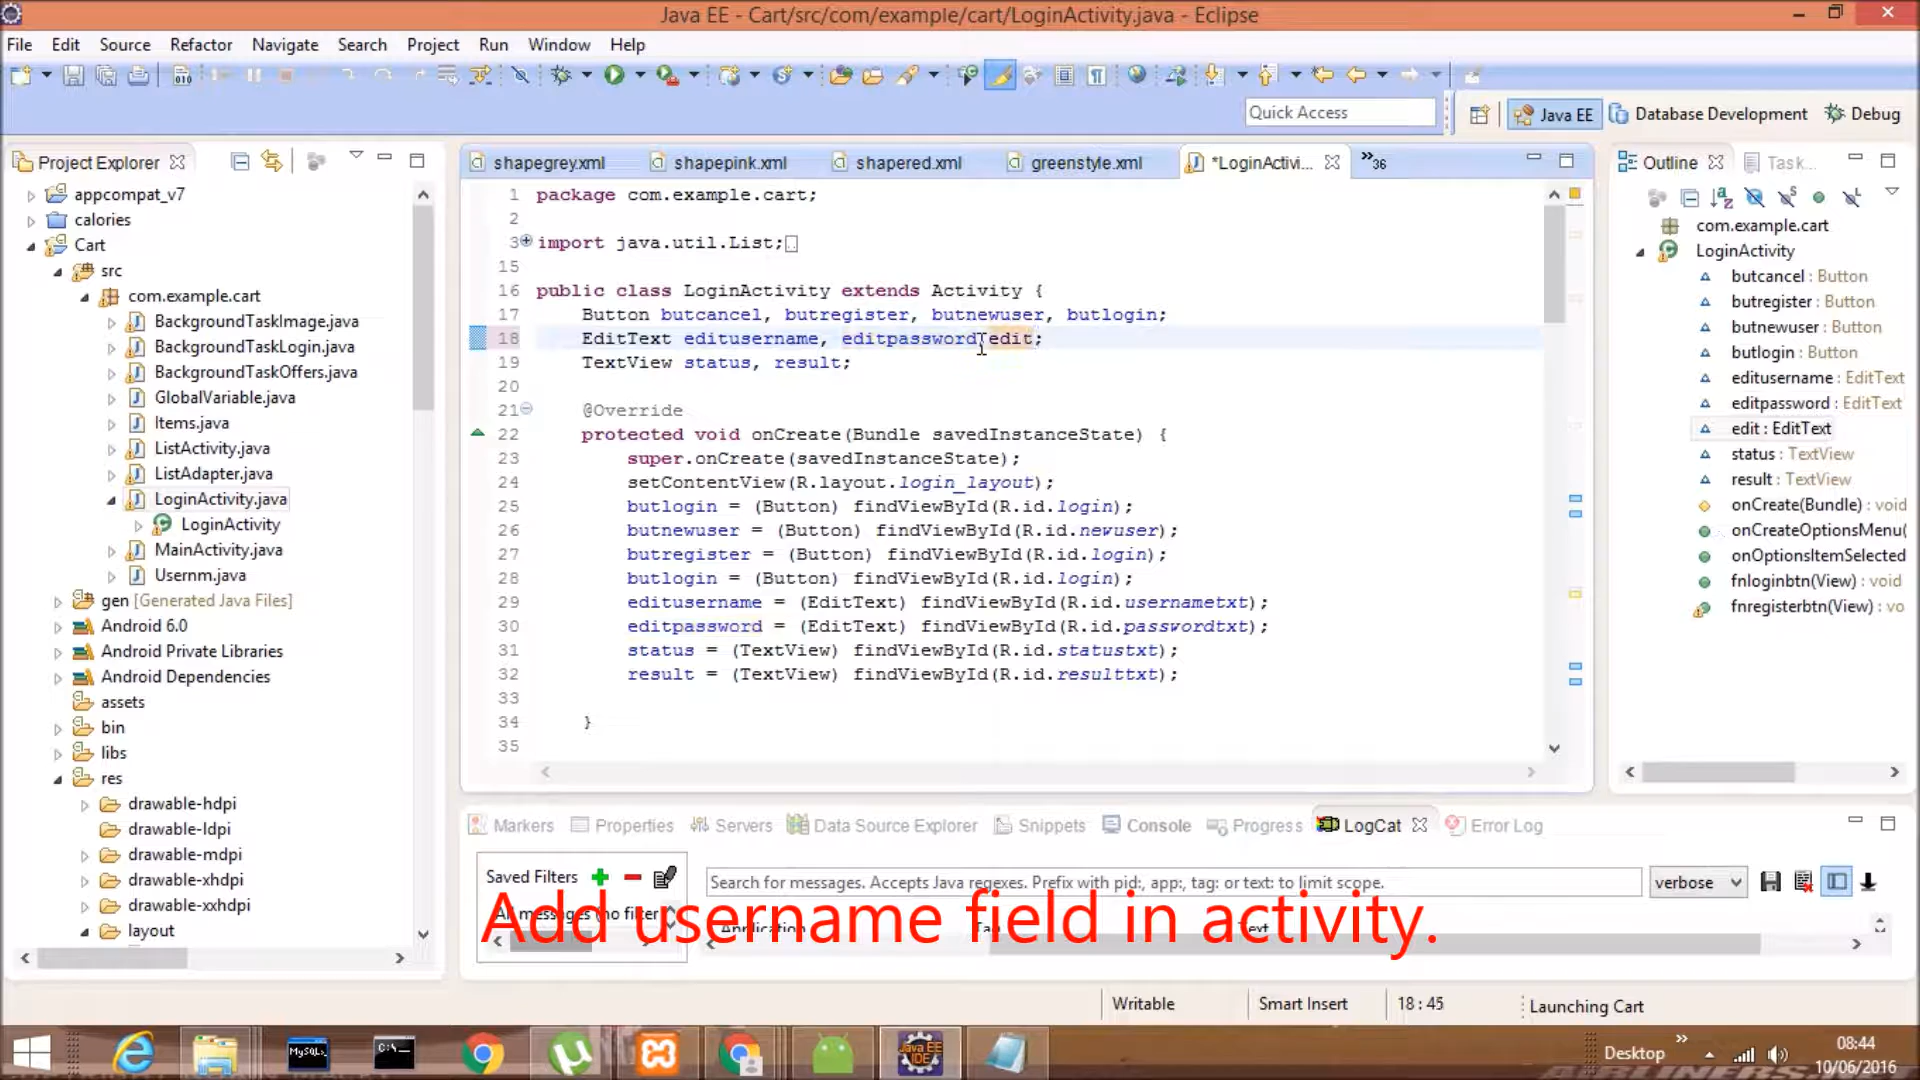 Java EE - Cart/src/com/example/cart/LoginActivity.java - Eclipse
File Edit Source Refactor Navigate Search Project Run Window Help
Quick Access
Java EE
Database Development
Debug
Project Explorer
appcompat_v7
calories
Cart
src
com.example.cart
BackgroundTaskImage.java
BackgroundTaskLogin.java
BackgroundTaskOffers.java
GlobalVariable.java
Items.java
ListActivity.java
ListAdapter.java
LoginActivity.java
LoginActivity
MainActivity.java
Usernm.java
gen [Generated Java Files]
Android 6.0
Android Private Libraries
Android Dependencies
assets
bin
libs
res
drawable-hdpi
drawable-ldpi
drawable-mdpi
drawable-xhdpi
drawable-xxhdpi
layout
shapegrey.xml shapepink.xml shapered.xml greenstyle.xml *LoginActivi... »36
1 package com.example.cart;
2
3 import java.util.List;
15
16 public class LoginActivity extends Activity {
17 Button butcancel, butregister, butnewuser, butlogin;
18 EditText editusername, editpassword,edit;
19 TextView status, result;
20
21 @Override
22 protected void onCreate(Bundle savedInstanceState) {
23 super.onCreate(savedInstanceState);
24 setContentView(R.layout.login_layout);
25 butlogin = (Button) findViewById(R.id.login);
26 butnewuser = (Button) findViewById(R.id.newuser);
27 butregister = (Button) findViewById(R.id.login);
28 butlogin = (Button) findViewById(R.id.login);
29 editusername = (EditText) findViewById(R.id.usernametxt);
30 editpassword = (EditText) findViewById(R.id.passwordtxt);
31 status = (TextView) findViewById(R.id.statustxt);
32 result = (TextView) findViewById(R.id.resulttxt);
33
34 }
35
Outline Task...
com.example.cart
LoginActivity
butcancel : Button
butregister : Button
butnewuser : Button
butlogin : Button
editusername : EditText
editpassword : EditText
edit : EditText
status : TextView
result : TextView
onCreate(Bundle) : void
onCreateOptionsMenu(
onOptionsItemSelected
fnloginbtn(View) : void
fnregisterbtn(View) : vo
Markers Properties Servers Data Source Explorer Snippets Console Progress LogCat Error Log
Saved Filters
Search for messages. Accepts Java regexes. Prefix with pid:, app:, tag: or text: to limit scope.
verbose
All messages (no filter
Application Tag Text
Add username field in activity.
Writable Smart Insert 18 : 45 Launching Cart
MySQL
C:\
Java EE IDE
Desktop
08:44
10/06/2016